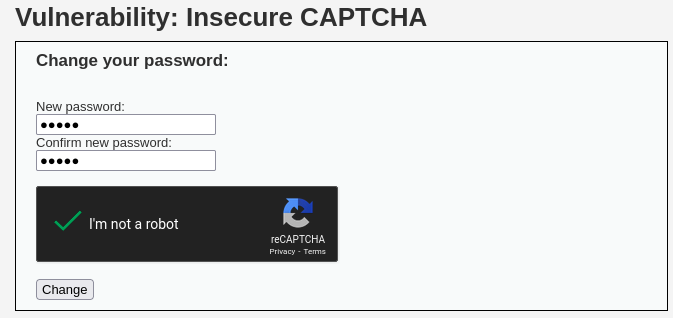 Vulnerability: Insecure CAPTCHA
Change your password:
New password:
●●●●●
Confirm new password:
●●●●●
I'm not a robot
reCAPTCHA
Privacy - Terms
Change